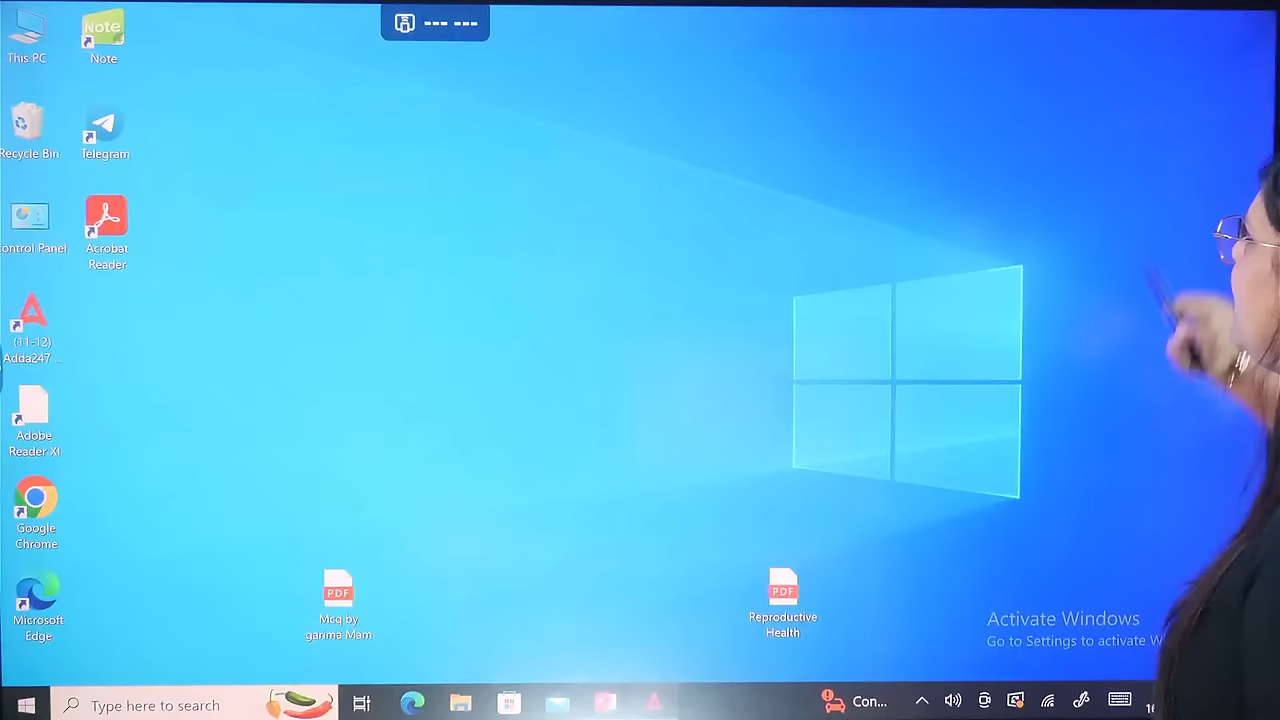 This PC
Note
Note
Recycle Bin
Telegram
ontrol Panel
Acrobat
Reader
(11-12)
Adda247 ...
Adobe
Reader XI
Google
Chrome
Microsoft
Edge
PDF
Mcq by
garima Mam
PDF
Reproductive
Health
Activate Windows
Go to Settings to activate W
Type here to search
Con...
16